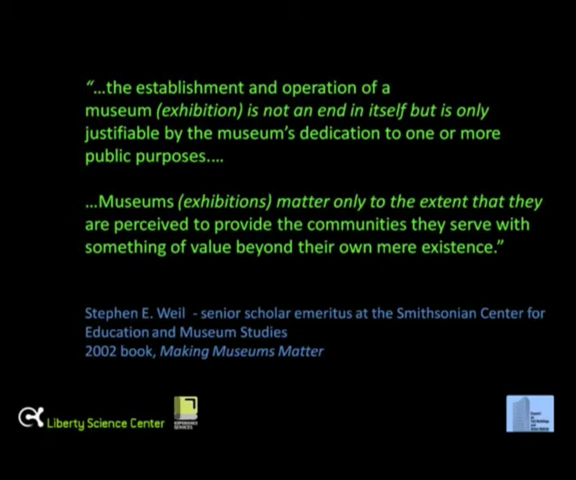 “…the establishment and operation of a
museum (exhibition) is not an end in itself but is only
justifiable by the museum’s dedication to one or more
public purposes.…
…Museums (exhibitions) matter only to the extent that they
are perceived to provide the communities they serve with
something of value beyond their own mere existence.”
Stephen E. Weil - senior scholar emeritus at the Smithsonian Center for
Education and Museum Studies
2002 book, Making Museums Matter
Liberty Science Center
EXPERIENCE
SERVICES
Council